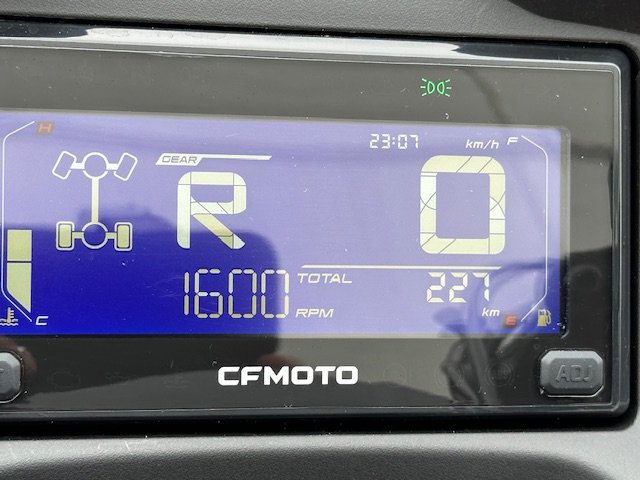 H
GEAR
23:07
km/h
F
R
0
1600
RPM
TOTAL
227
km
C
E
CFMOTO
ADJ